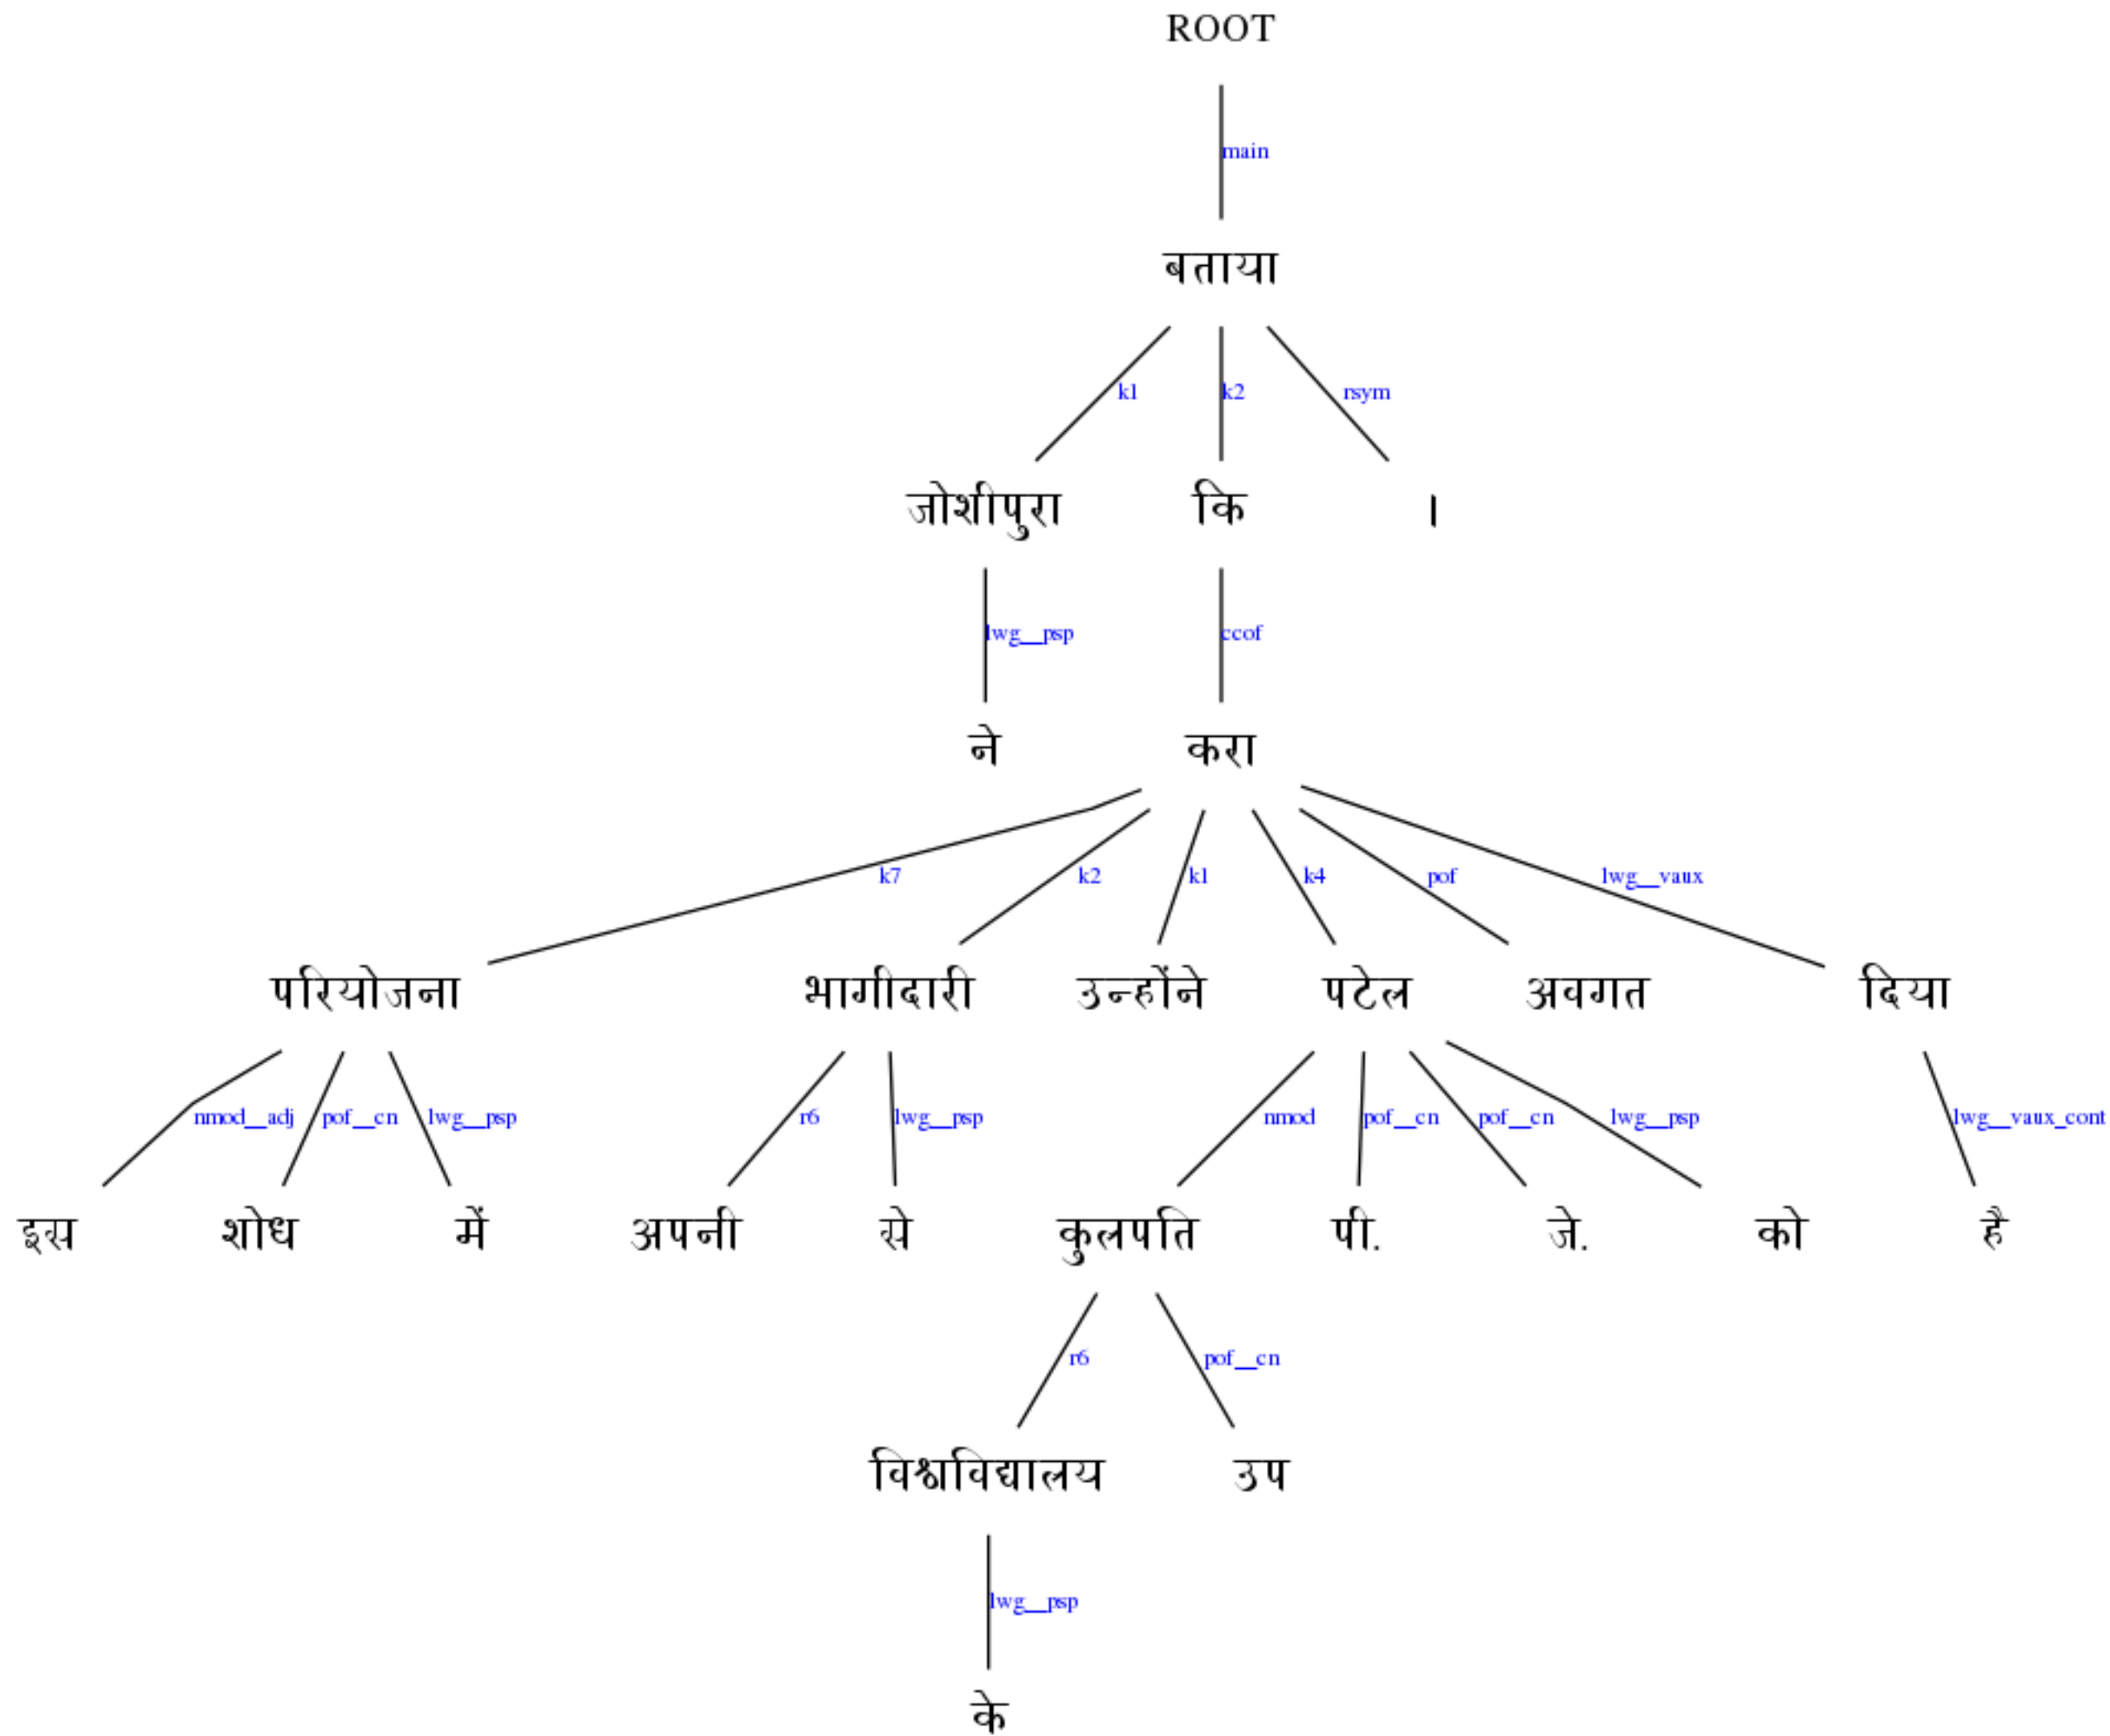 ROOT
main
बताया
k1 k2 rsym
जोशीपुरा कि ।
lwg__psp ccof
ने करा
k7 k2 k1 k4 pof lwg__vaux
परियोजना भागीदारी उन्होंने पटेल अवगत दिया
nmod__adj pof__cn lwg__psp r6 lwg__psp nmod pof__cn pof__cn lwg__psp lwg__vaux_cont
इस शोध में अपनी से कुलपति पी. जे. को है
r6 pof__cn
विश्वविद्यालय उप
lwg__psp
के